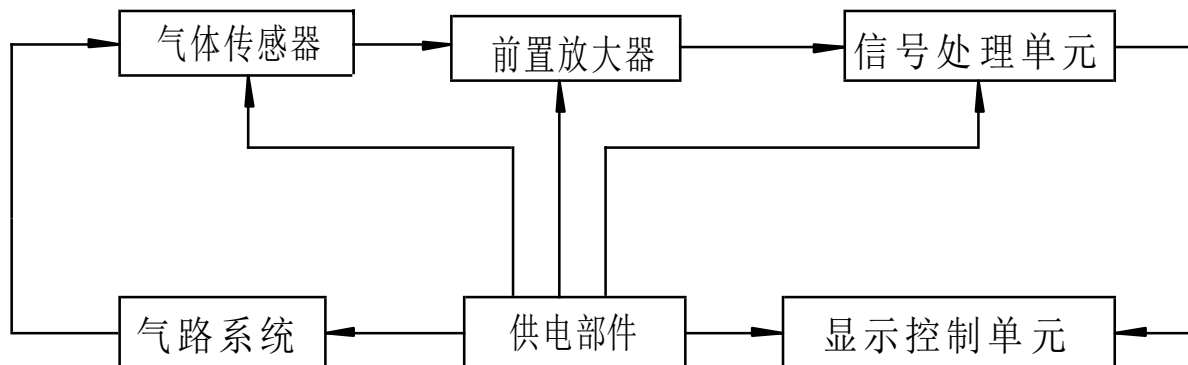 气体传感器
前置放大器
信号处理单元
气路系统
供电部件
显示控制单元